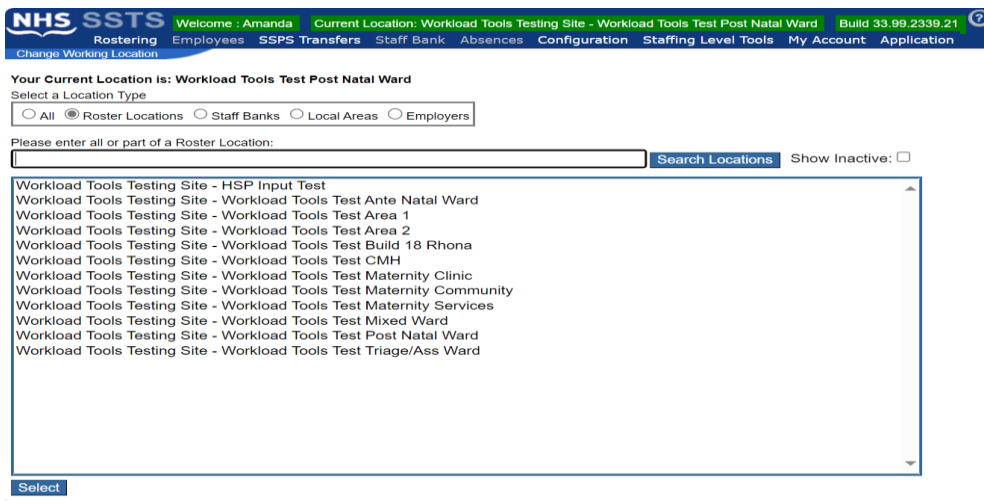 NHS SSTS Welcome : Amanda Current Location: Workload Tools Testing Site - Workload Tools Test Post Natal Ward Build 33.99.2339.21 ?
Rostering Employees SSPS Transfers Staff Bank Absences Configuration Staffing Level Tools My Account Application
Change Working Location
Your Current Location is: Workload Tools Test Post Natal Ward
Select a Location Type
All Roster Locations Staff Banks Local Areas Employers
Please enter all or part of a Roster Location:
Search Locations Show Inactive:
Workload Tools Testing Site - HSP Input Test
Workload Tools Testing Site - Workload Tools Test Ante Natal Ward
Workload Tools Testing Site - Workload Tools Test Area 1
Workload Tools Testing Site - Workload Tools Test Area 2
Workload Tools Testing Site - Workload Tools Test Build 18 Rhona
Workload Tools Testing Site - Workload Tools Test CMH
Workload Tools Testing Site - Workload Tools Test Maternity Clinic
Workload Tools Testing Site - Workload Tools Test Maternity Community
Workload Tools Testing Site - Workload Tools Test Maternity Services
Workload Tools Testing Site - Workload Tools Test Mixed Ward
Workload Tools Testing Site - Workload Tools Test Post Natal Ward
Workload Tools Testing Site - Workload Tools Test Triage/Ass Ward
Select